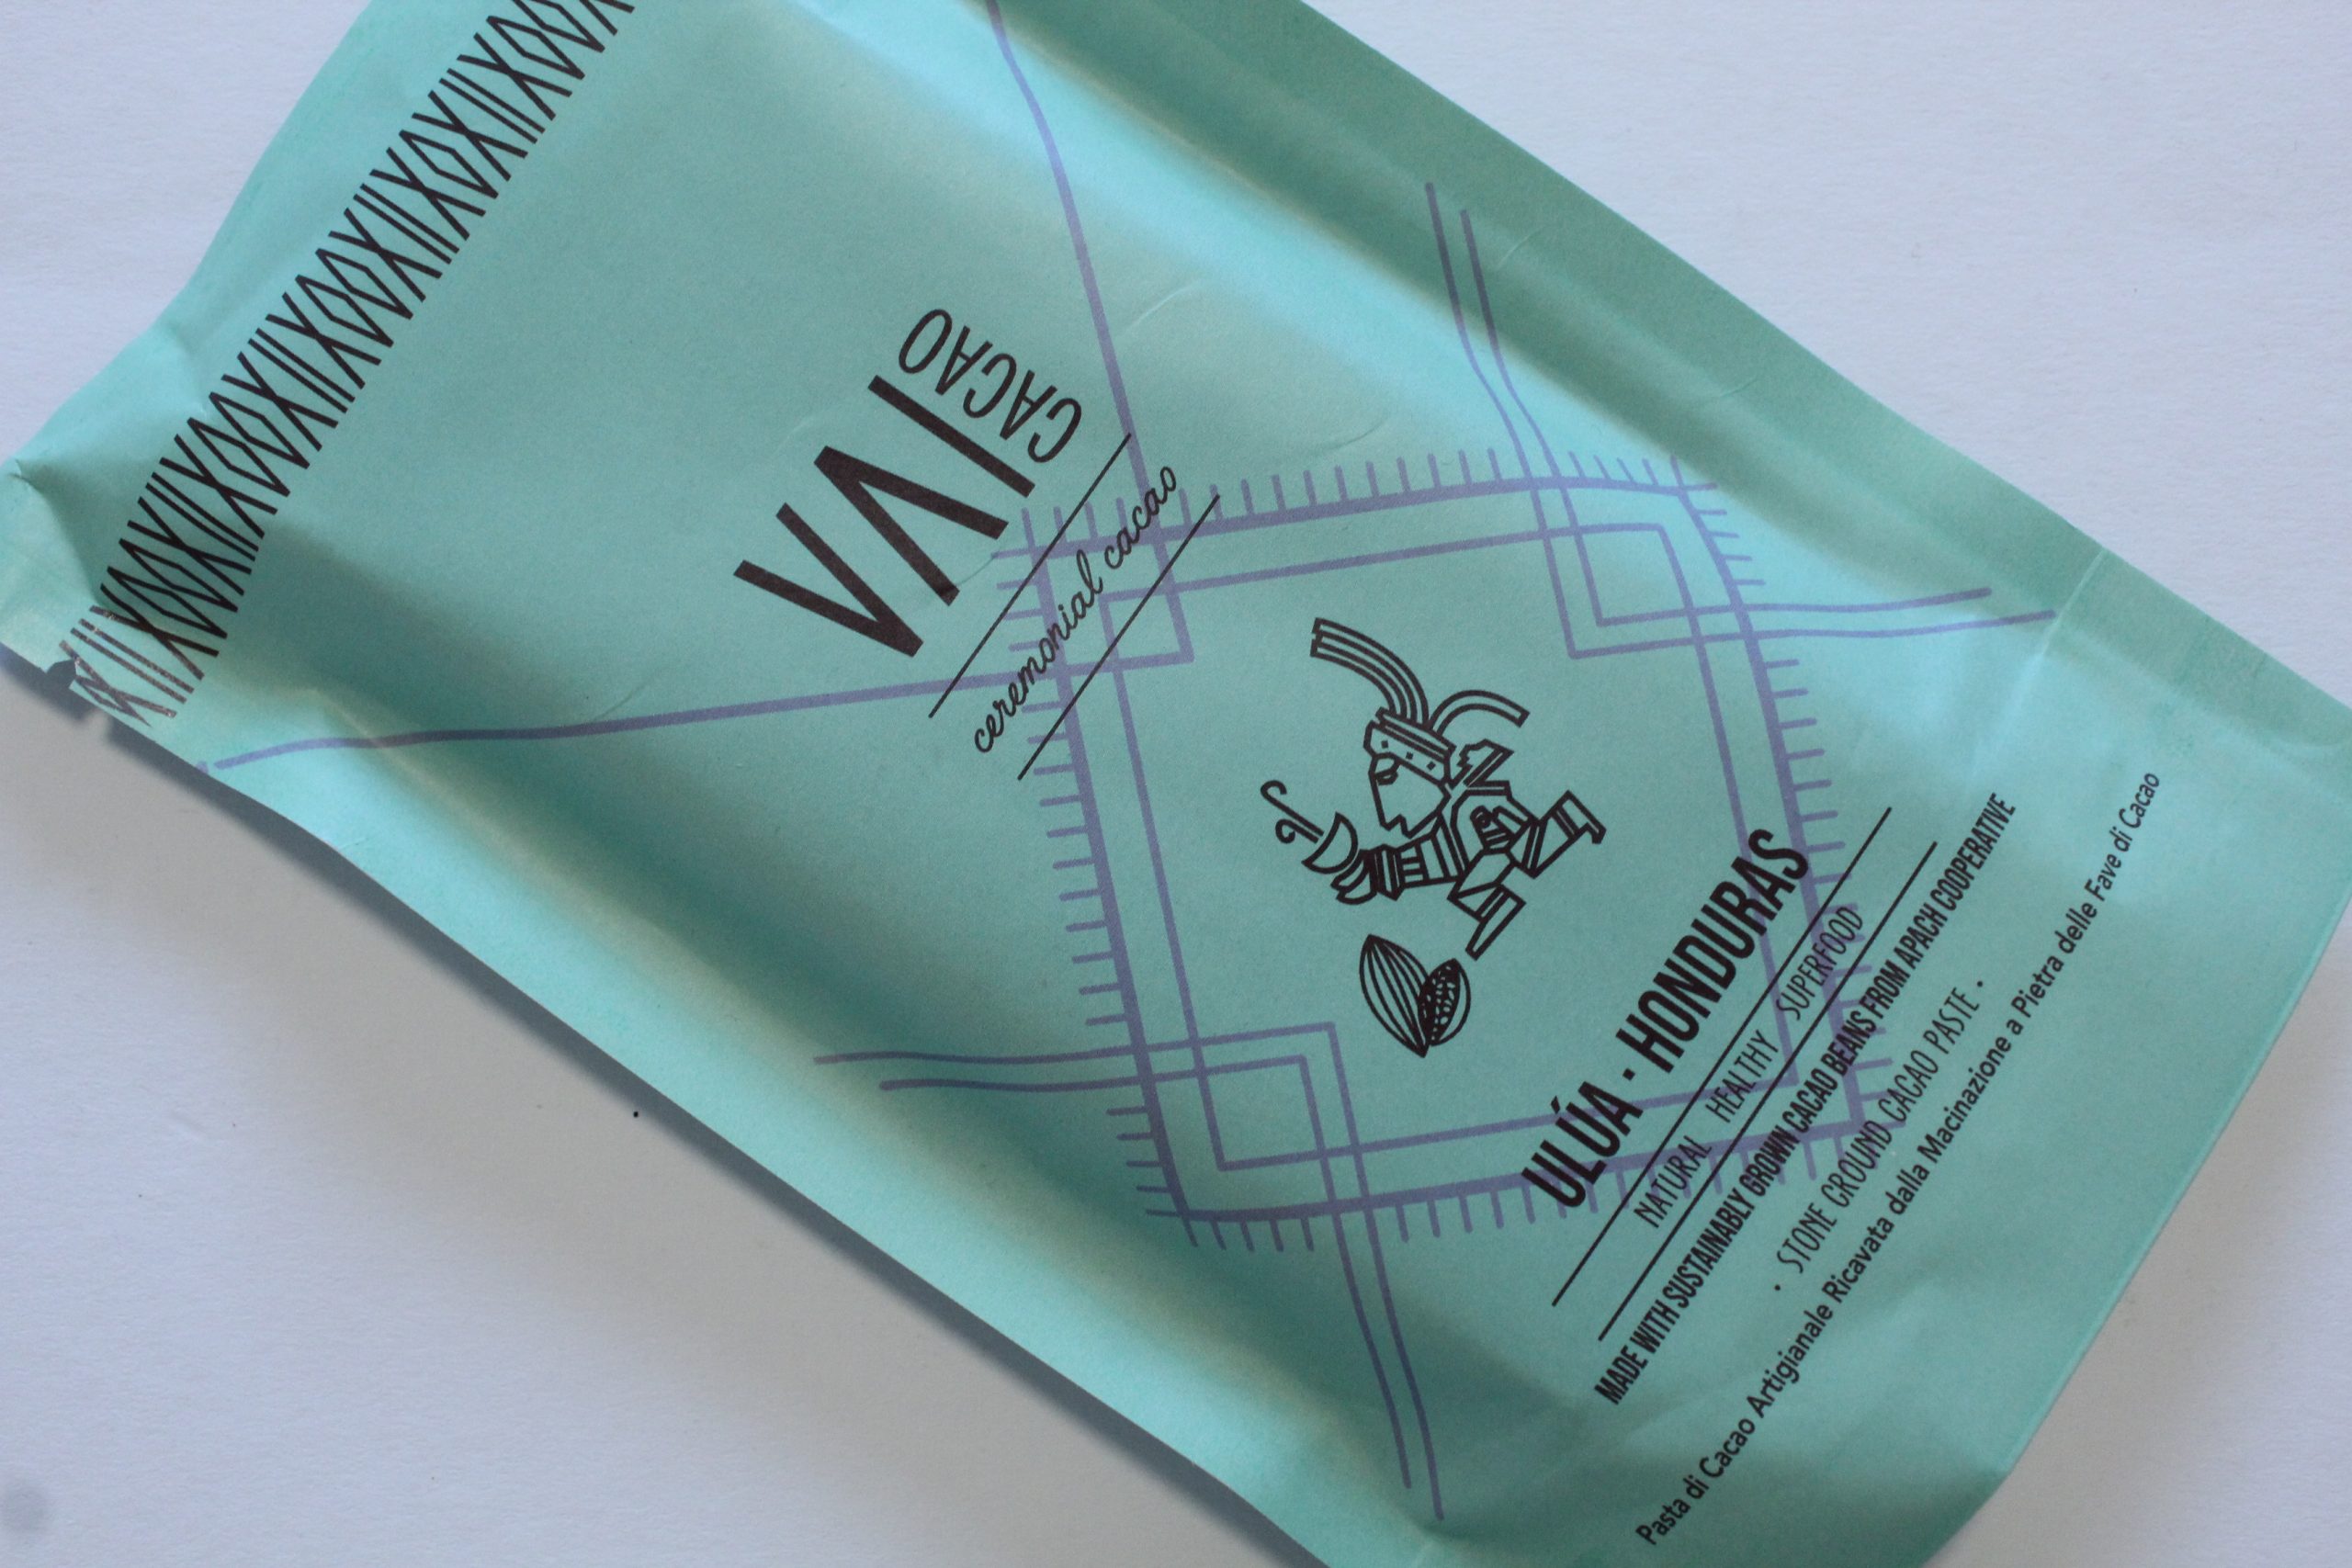 VAI
CACAO
ceremonial cacao
ULÚA · HONDURAS
NATURAL HEALTHY SUPERFOOD
MADE WITH SUSTAINABLY GROWN CACAO BEANS FROM APACH COOPERATIVE
· STONE GROUND CACAO PASTE ·
Pasta di Cacao Artigianale Ricavata dalla Macinazione a Pietra delle Fave di Cacao